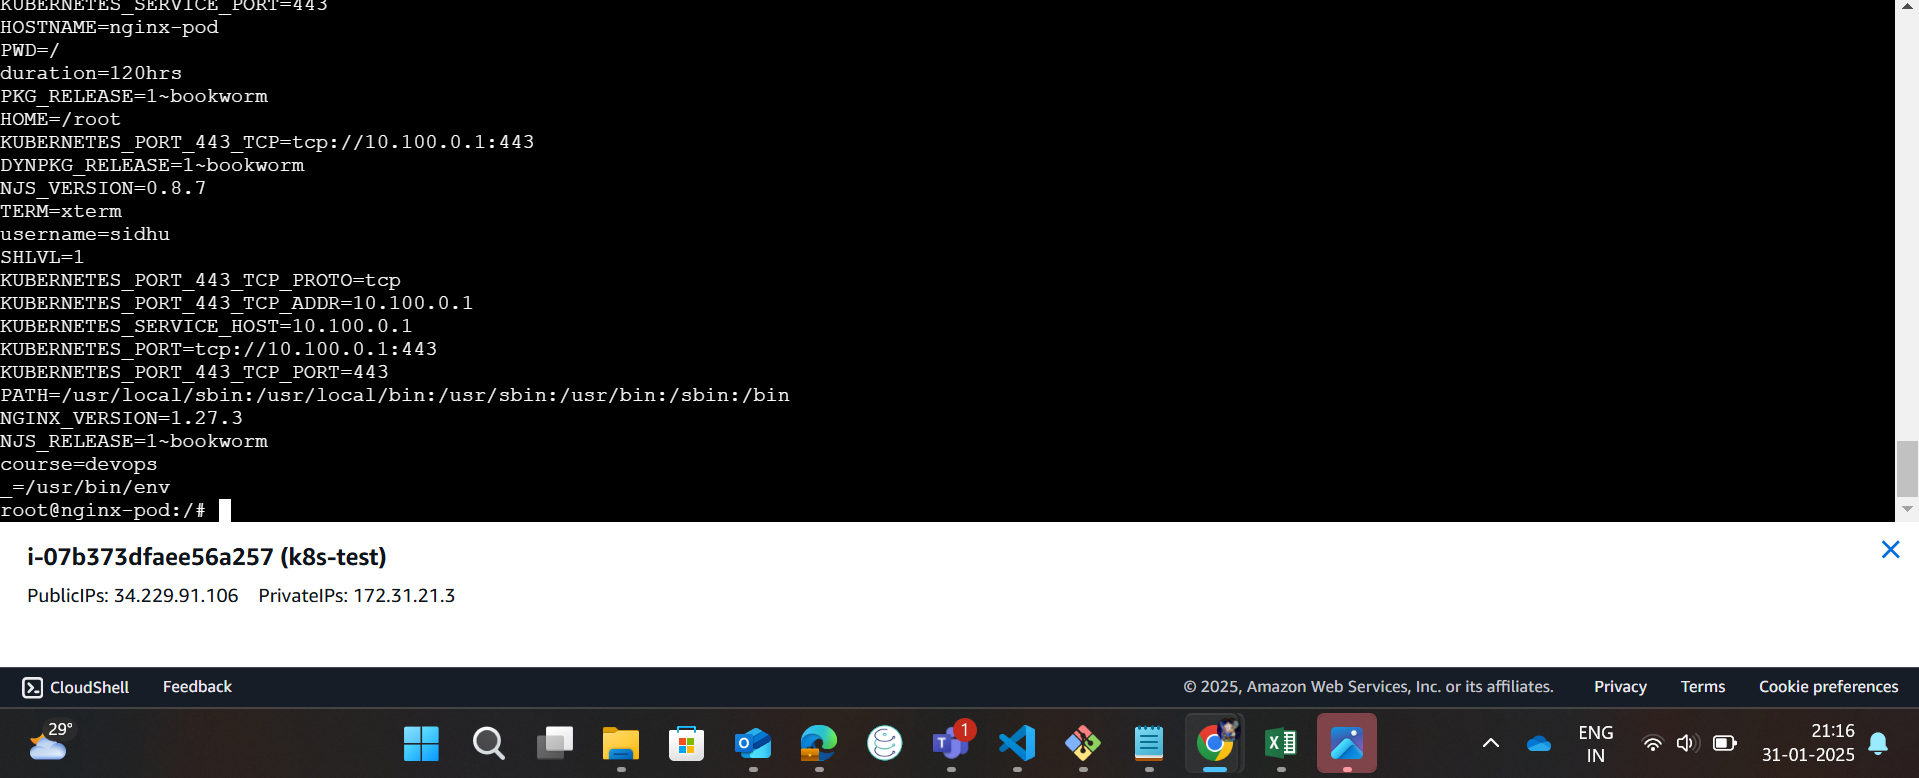 KUBERNETES_SERVICE_PORT=443
HOSTNAME=nginx-pod
PWD=/
duration=120hrs
PKG_RELEASE=1~bookworm
HOME=/root
KUBERNETES_PORT_443_TCP=tcp://10.100.0.1:443
DYNPKG_RELEASE=1~bookworm
NJS_VERSION=0.8.7
TERM=xterm
username=sidhu
SHLVL=1
KUBERNETES_PORT_443_TCP_PROTO=tcp
KUBERNETES_PORT_443_TCP_ADDR=10.100.0.1
KUBERNETES_SERVICE_HOST=10.100.0.1
KUBERNETES_PORT=tcp://10.100.0.1:443
KUBERNETES_PORT_443_TCP_PORT=443
PATH=/usr/local/sbin:/usr/local/bin:/usr/sbin:/usr/bin:/sbin:/bin
NGINX_VERSION=1.27.3
NJS_RELEASE=1~bookworm
course=devops
_=/usr/bin/env
root@nginx-pod:/#
i-07b373dfaee56a257 (k8s-test)
PublicIPs: 34.229.91.106 PrivateIPs: 172.31.21.3
CloudShell Feedback © 2025, Amazon Web Services, Inc. or its affiliates. Privacy Terms Cookie preferences
29° 1 ENG 21:16
IN 31-01-2025